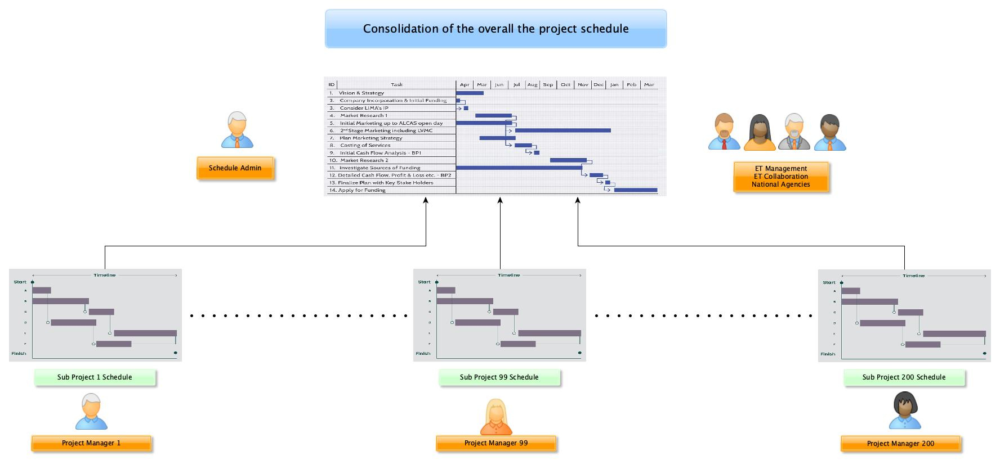 Consolidation of the overall the project schedule
ID Task Apr Mar Jun Jul Aug Sep Oct Nov Dec Jan Feb Mar
1. Vision & Strategy
2. Company Incorporation & Initial Funding
3. Consider LIMA's IP
4. Market Research 1
5. Initial Marketing up to ALCAS open day
6. 2nd Stage Marketing including LVMC
7. Plan Marketing Strategy
8. Costing of Services
9. Initial Cash Flow Analysis - BP1
10. Market Research 2
11. Investigate Sources of Funding
12. Detailed Cash Flow, Profit & Loss etc. - BP2
13. Finalize Plan with Key Stake Holders
14. Apply for Funding
Schedule Admin
ET Management
ET Collaboration
National Agencies
Timeline
Start
A
B
C
D
E
F
Finish
Sub Project 1 Schedule
Project Manager 1
Timeline
Start
A
B
C
D
E
F
Finish
Sub Project 99 Schedule
Project Manager 99
Timeline
Start
A
B
C
D
E
F
Finish
Sub Project 200 Schedule
Project Manager 200